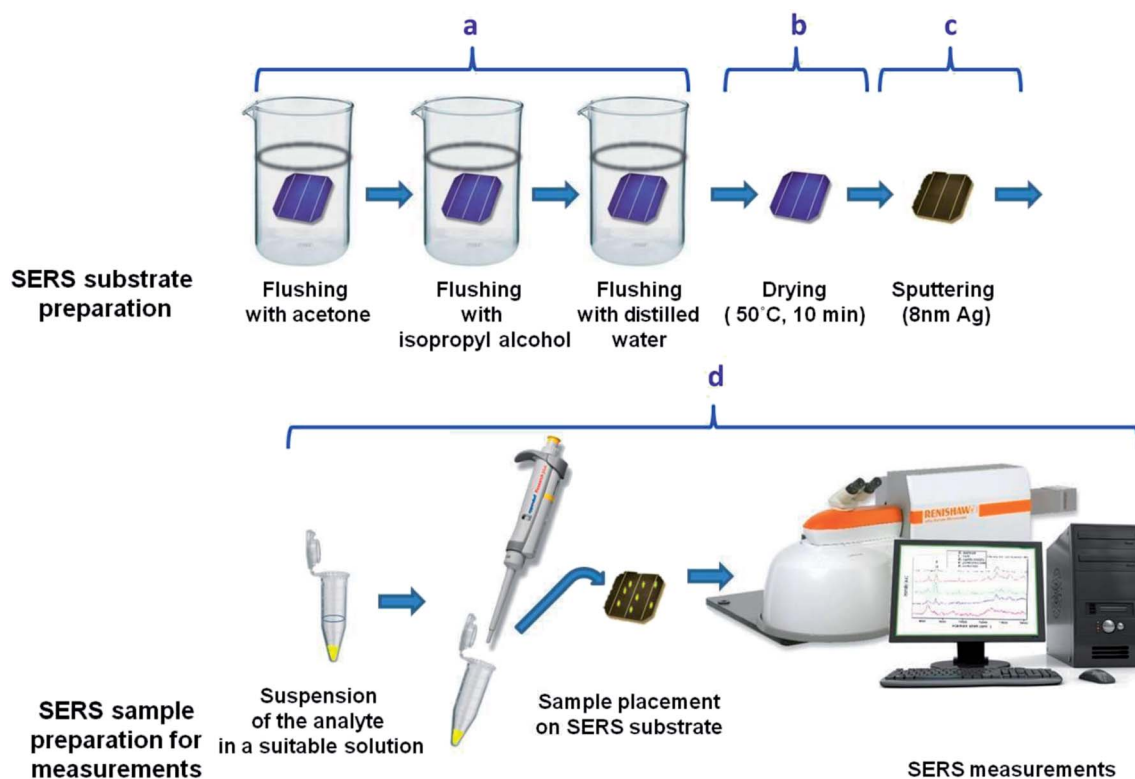 a
b
c
SERS substrate
preparation
Flushing
with acetone
Flushing
with
isopropyl alcohol
Flushing
with distilled
water
Drying
( 50°C, 10 min)
Sputtering
(8nm Ag)
d
RENISHAW
Suspension
of the analyte
in a suitable solution
Sample placement
on SERS substrate
SERS sample
preparation for
measurements
SERS measurements